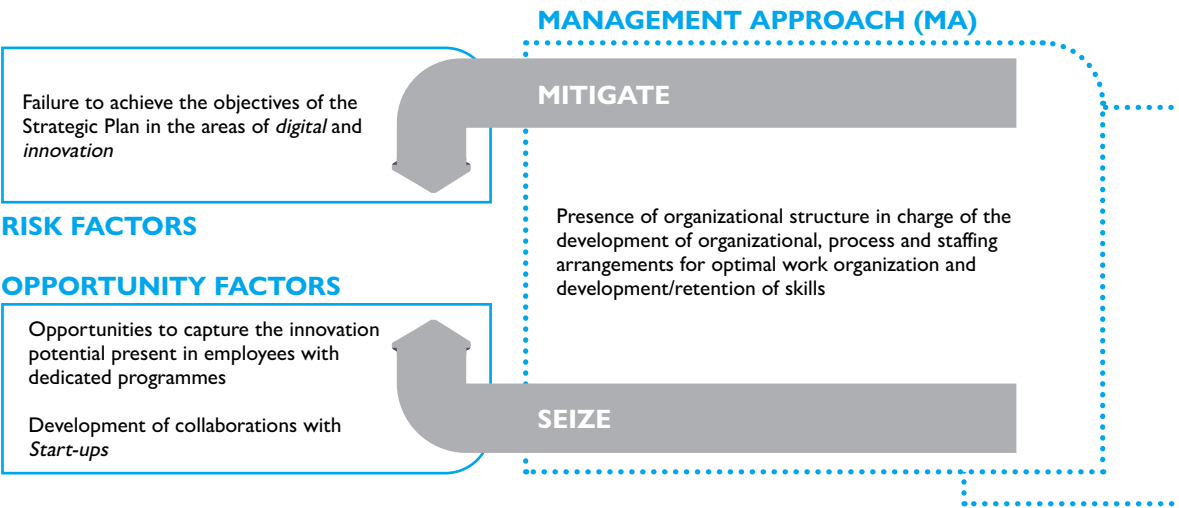 MANAGEMENT APPROACH (MA)
MITIGATE
Failure to achieve the objectives of the
Strategic Plan in the areas of digital and
innovation
RISK FACTORS
Presence of organizational structure in charge of the
development of organizational, process and staffing
arrangements for optimal work organization and
development/retention of skills
OPPORTUNITY FACTORS
Opportunities to capture the innovation
potential present in employees with
dedicated programmes
Development of collaborations with
Start-ups
SEIZE